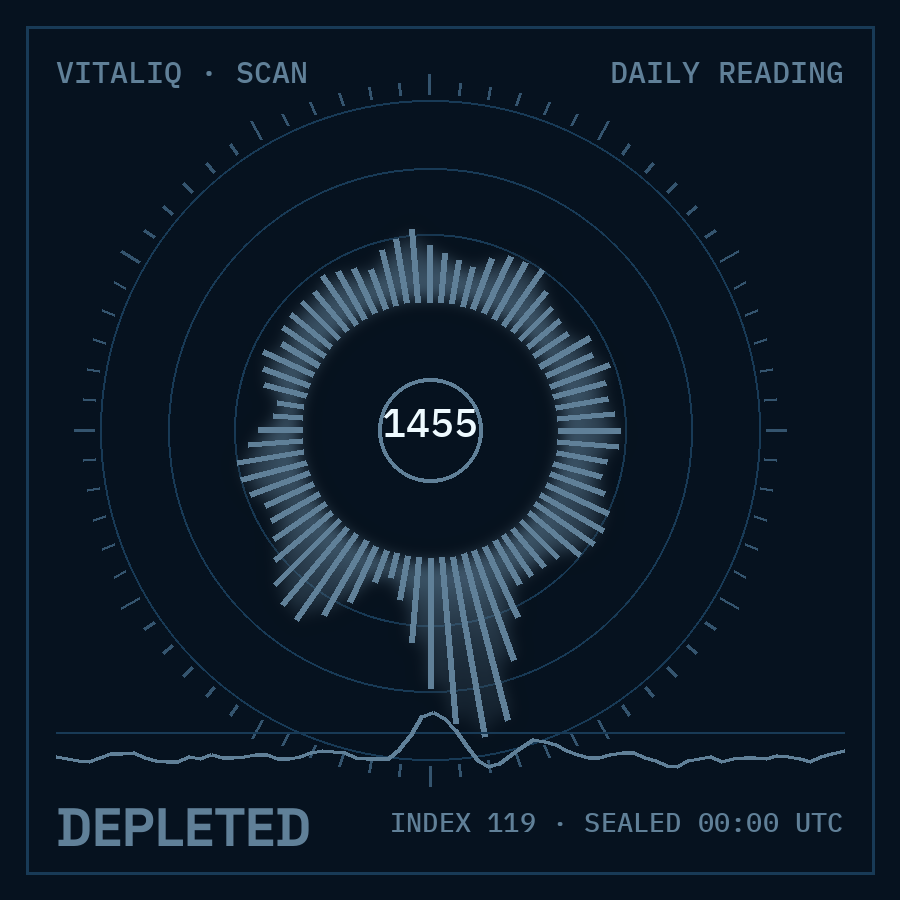 VITALIQ · SCAN
DAILY READING
1455
DEPLETED
INDEX 119 · SEALED 00:00 UTC